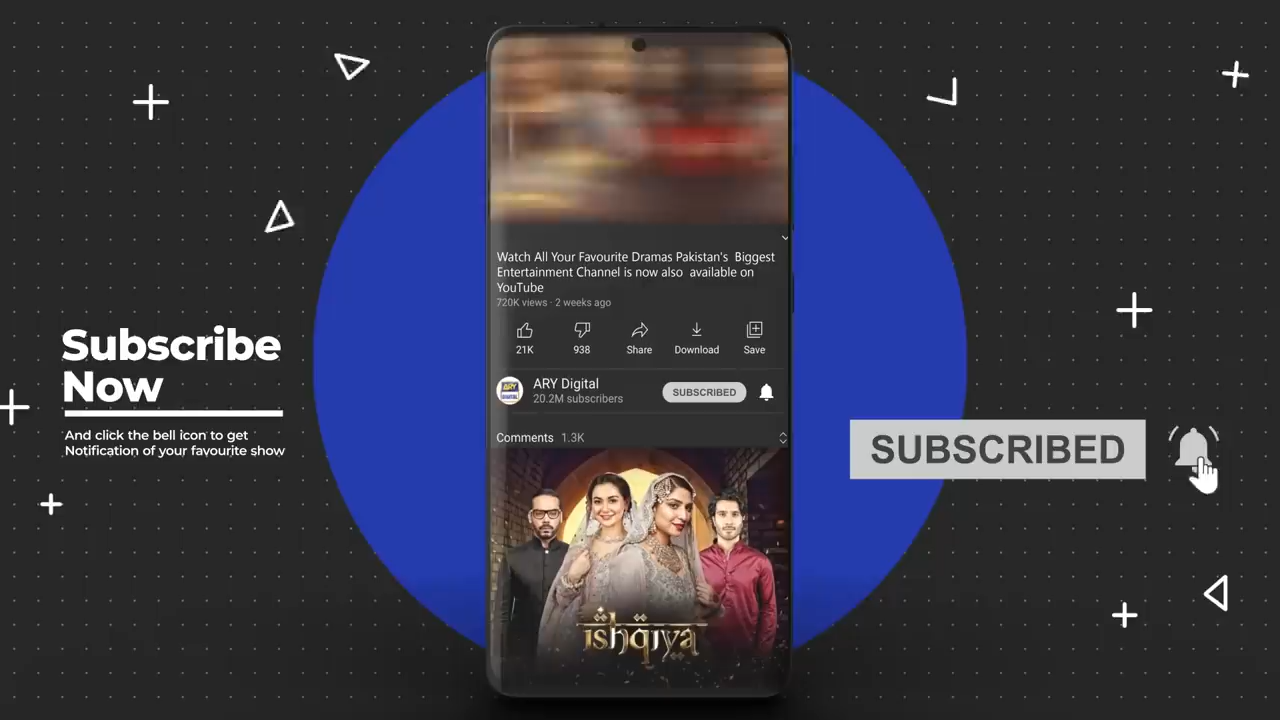 Subscribe
Now
And click the bell icon to get
Notification of your favourite show
Watch All Your Favourite Dramas Pakistan's Biggest
Entertainment Channel is now also available on
YouTube
720K views · 2 weeks ago
21K
938
Share
Download
Save
ARY
DIGITAL
ARY Digital
20.2M subscribers
SUBSCRIBED
Comments 1.3K
ishqiya
SUBSCRIBED